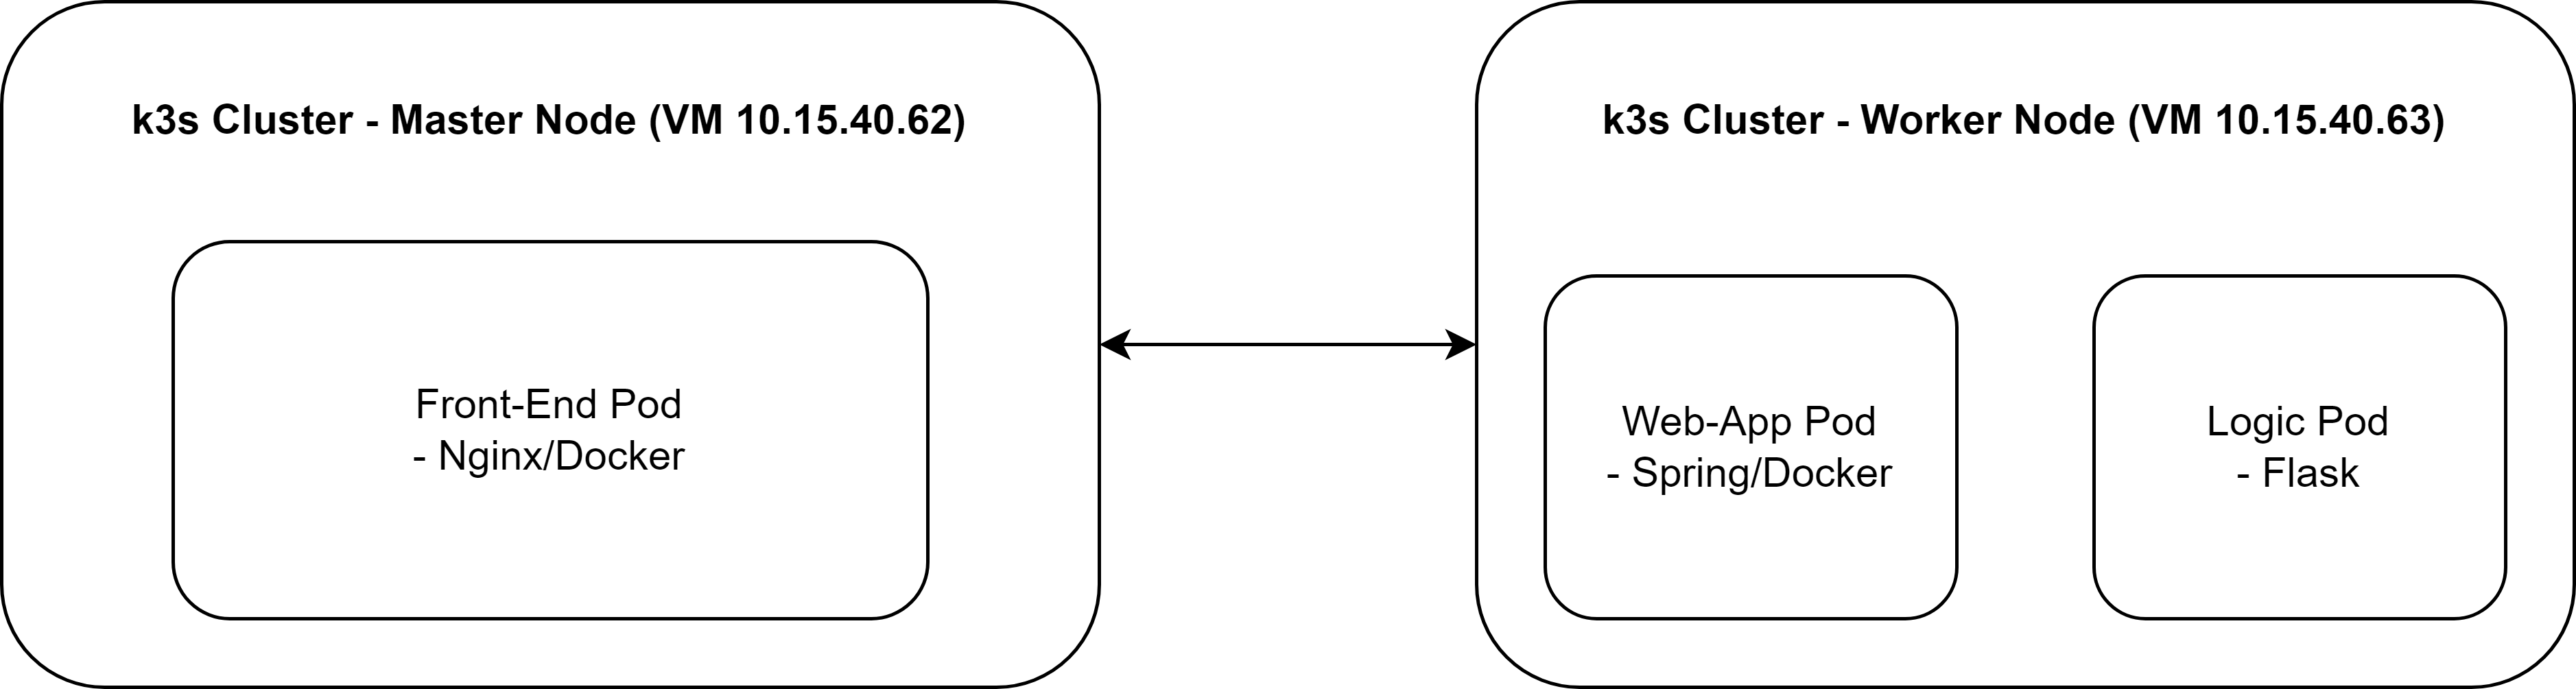 k3s Cluster - Master Node (VM 10.15.40.62)
Front-End Pod
- Nginx/Docker
k3s Cluster - Worker Node (VM 10.15.40.63)
Web-App Pod
- Spring/Docker
Logic Pod
- Flask